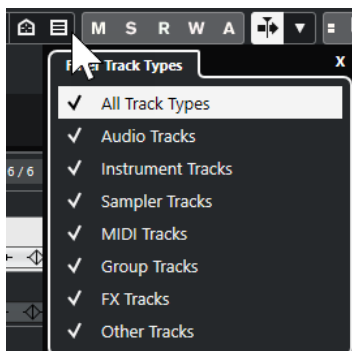 M S R W A
Filter Track Types X
All Track Types
Audio Tracks
6 / 6
Instrument Tracks
Sampler Tracks
MIDI Tracks
Group Tracks
FX Tracks
Other Tracks